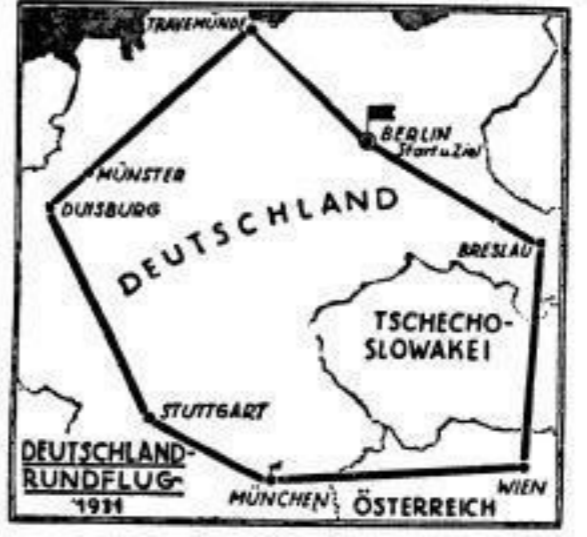 TRAVEMÜNDE
BERLIN
Start u. Ziel
MÜNSTER
DUISBURG
DEUTSCHLAND
BRESLAU
TSCHECHO-
SLOWAKEI
STUTTGART
DEUTSCHLAND-
RUNDFLUG
1931
MÜNCHEN
ÖSTERREICH
WIEN